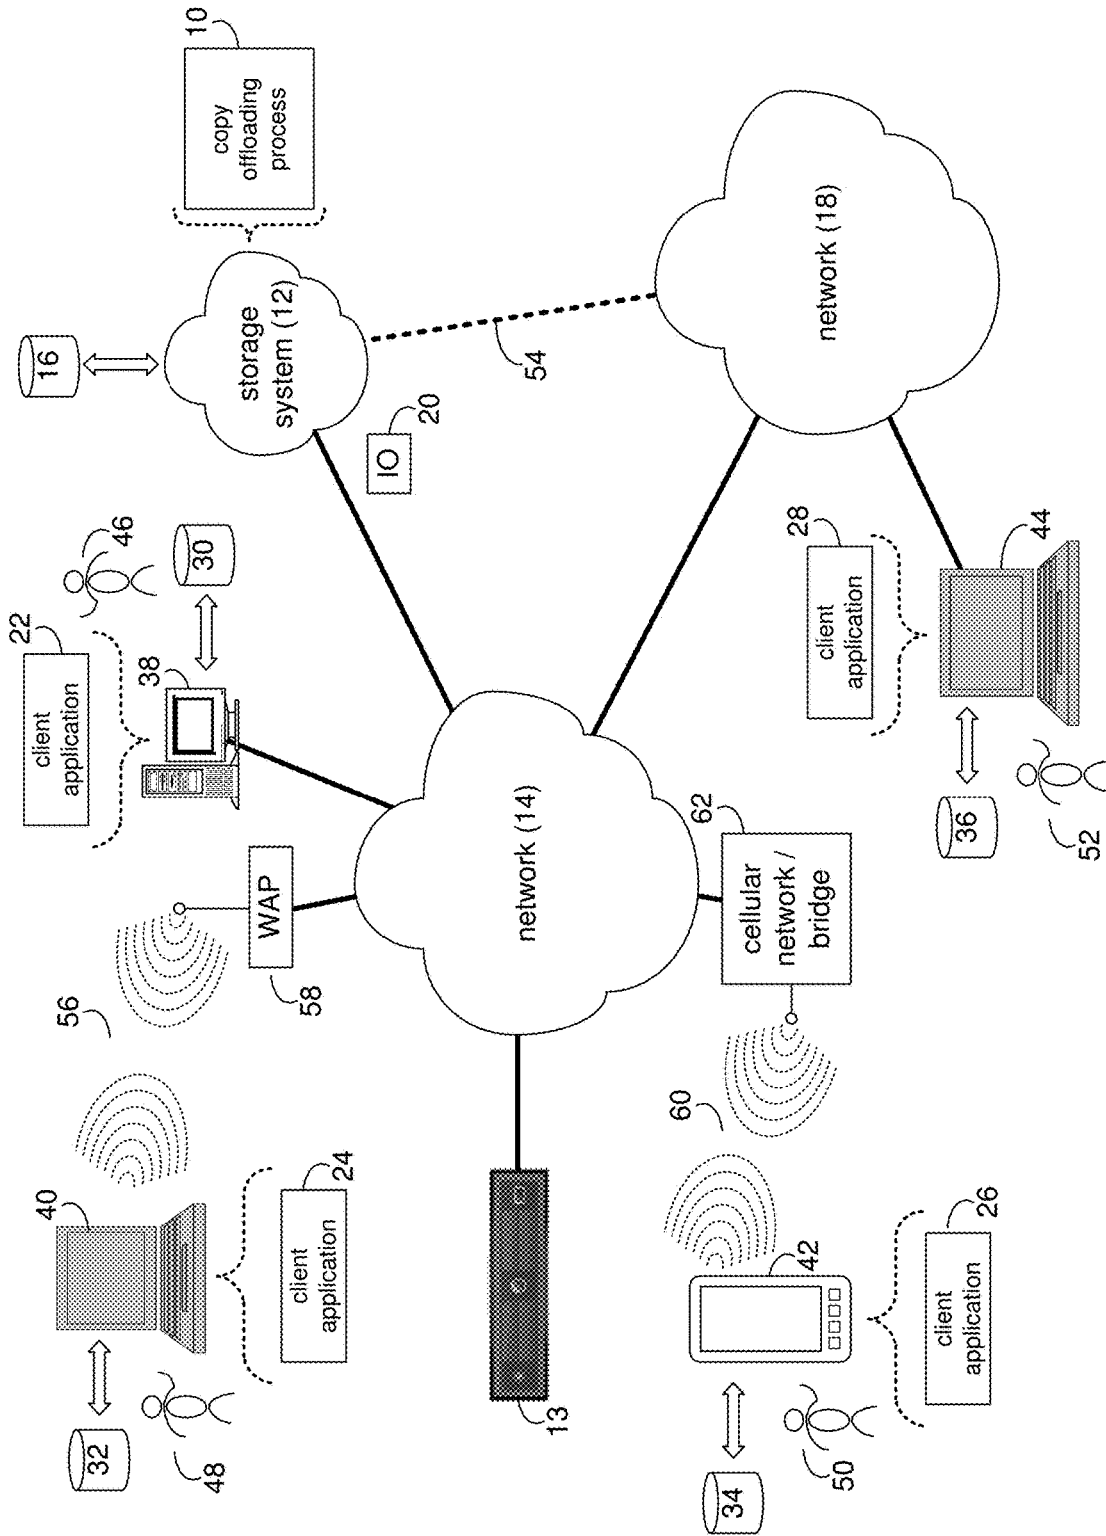 22
client
application
16
40
56
32
46
38
10
30
48
copy
offloading
process
storage
system (12)
WAP
58
24
client
application
IO
20
network (14)
54
13
60
62
34
cellular
network /
bridge
28
42
client
application
network (18)
50
26
client
application
36
44
52